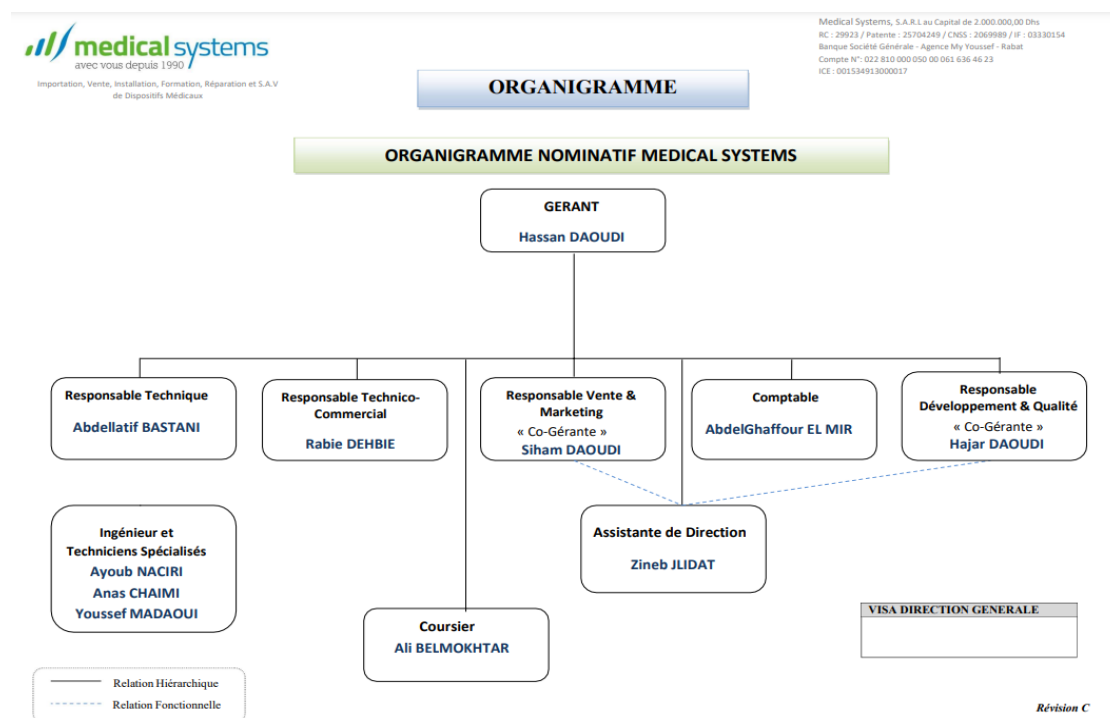 medical systems
avec vous depuis 1990
Importation, Vente, Installation, Formation, Réparation et S.A.V
de Dispositifs Médicaux
Medical Systems, S.A.R.L au Capital de 2.000.000,00 Dhs
RC : 29923 / Patente : 25704249 / CNSS : 2069989 / IF : 03330154
Banque Société Générale - Agence My Youssef - Rabat
Compte N°: 022 810 000 050 00 061 636 46 23
ICE : 001534913000017
ORGANIGRAMME
ORGANIGRAMME NOMINATIF MEDICAL SYSTEMS
GERANT
Hassan DAOUDI
Responsable Technique
Abdellatif BASTANI
Responsable Technico-
Commercial
Rabie DEHBIE
Responsable Vente &
Marketing
« Co-Gérante »
Siham DAOUDI
Comptable
AbdelGhaffour EL MIR
Responsable
Développement & Qualité
« Co-Gérante »
Hajar DAOUDI
Ingénieur et
Techniciens Spécialisés
Ayoub NACIRI
Anas CHAIMI
Youssef MADAOUI
Assistante de Direction
Zineb JLIDAT
Coursier
Ali BELMOKHTAR
VISA DIRECTION GENERALE
Relation Hiérarchique
Relation Fonctionnelle
Révision C